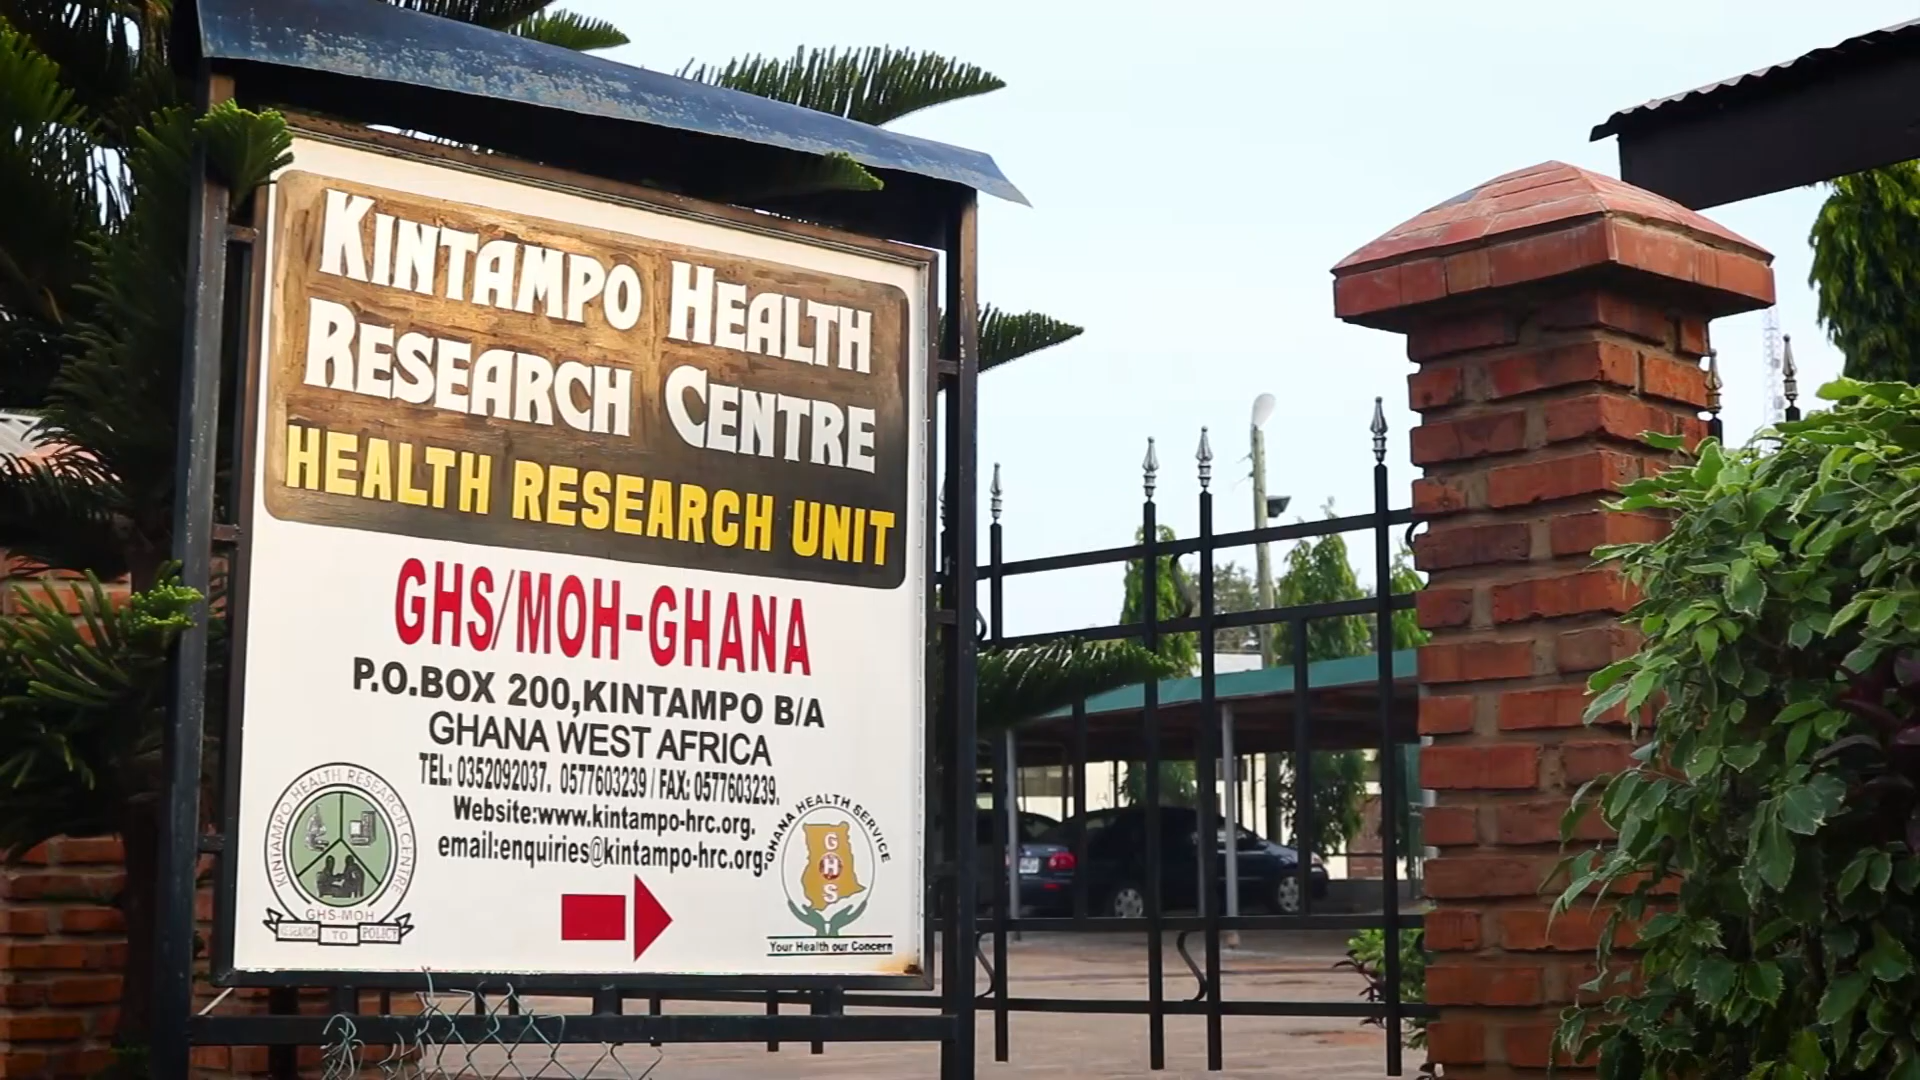 KINTAMPO HEALTH
RESEARCH CENTRE
HEALTH RESEARCH UNIT
GHS/MOH-GHANA
P.O.BOX 200,KINTAMPO B/A
GHANA WEST AFRICA
TEL: 0352092037. 0577603239 / FAX: 0577603239.
Website:www.kintampo-hrc.org.
email:enquiries@kintampo-hrc.org.
KINTAMPO HEALTH RESEARCH CENTRE
GHS-MOH
RESEARCH TO POLICY
GHANA HEALTH SERVICE
GHS
Your Health our Concern